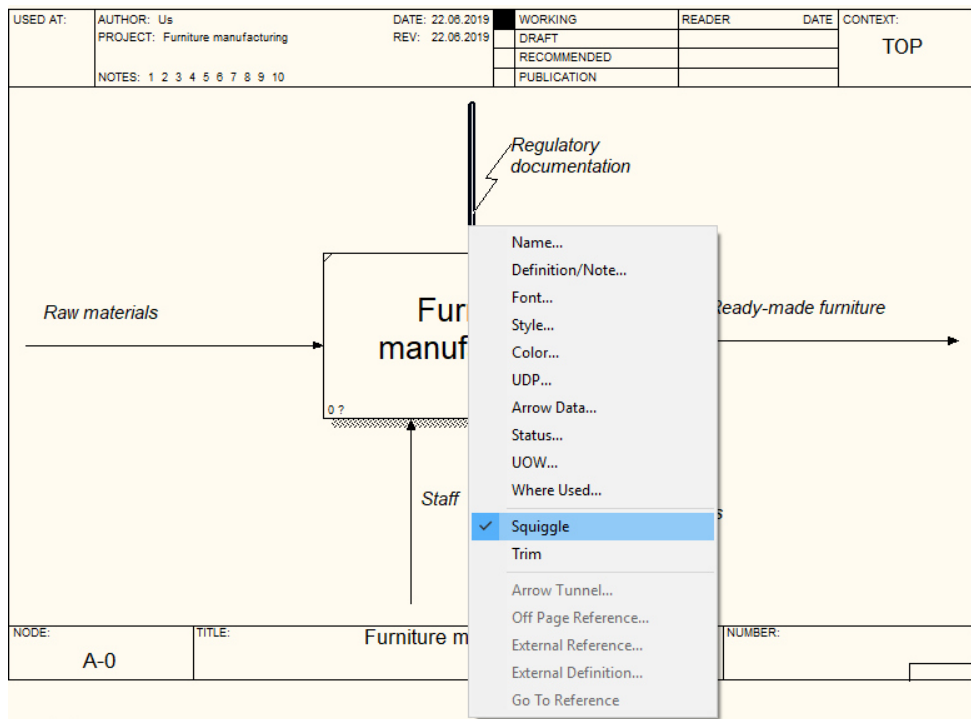 USED AT:
AUTHOR: Us
DATE: 22.06.2019
WORKING
READER
DATE
CONTEXT:
PROJECT: Furniture manufacturing
REV: 22.06.2019
DRAFT
TOP
RECOMMENDED
NOTES: 1 2 3 4 5 6 7 8 9 10
PUBLICATION
Regulatory
documentation
Raw materials
Fur
manuf
0 ?
Ready-made furniture
Staff
s
Name...
Definition/Note...
Font...
Style...
Color...
UDP...
Arrow Data...
Status...
UOW...
Where Used...
Squiggle
Trim
Arrow Tunnel...
Off Page Reference...
External Reference...
External Definition...
Go To Reference
NODE:
A-0
TITLE:
Furniture m
NUMBER: